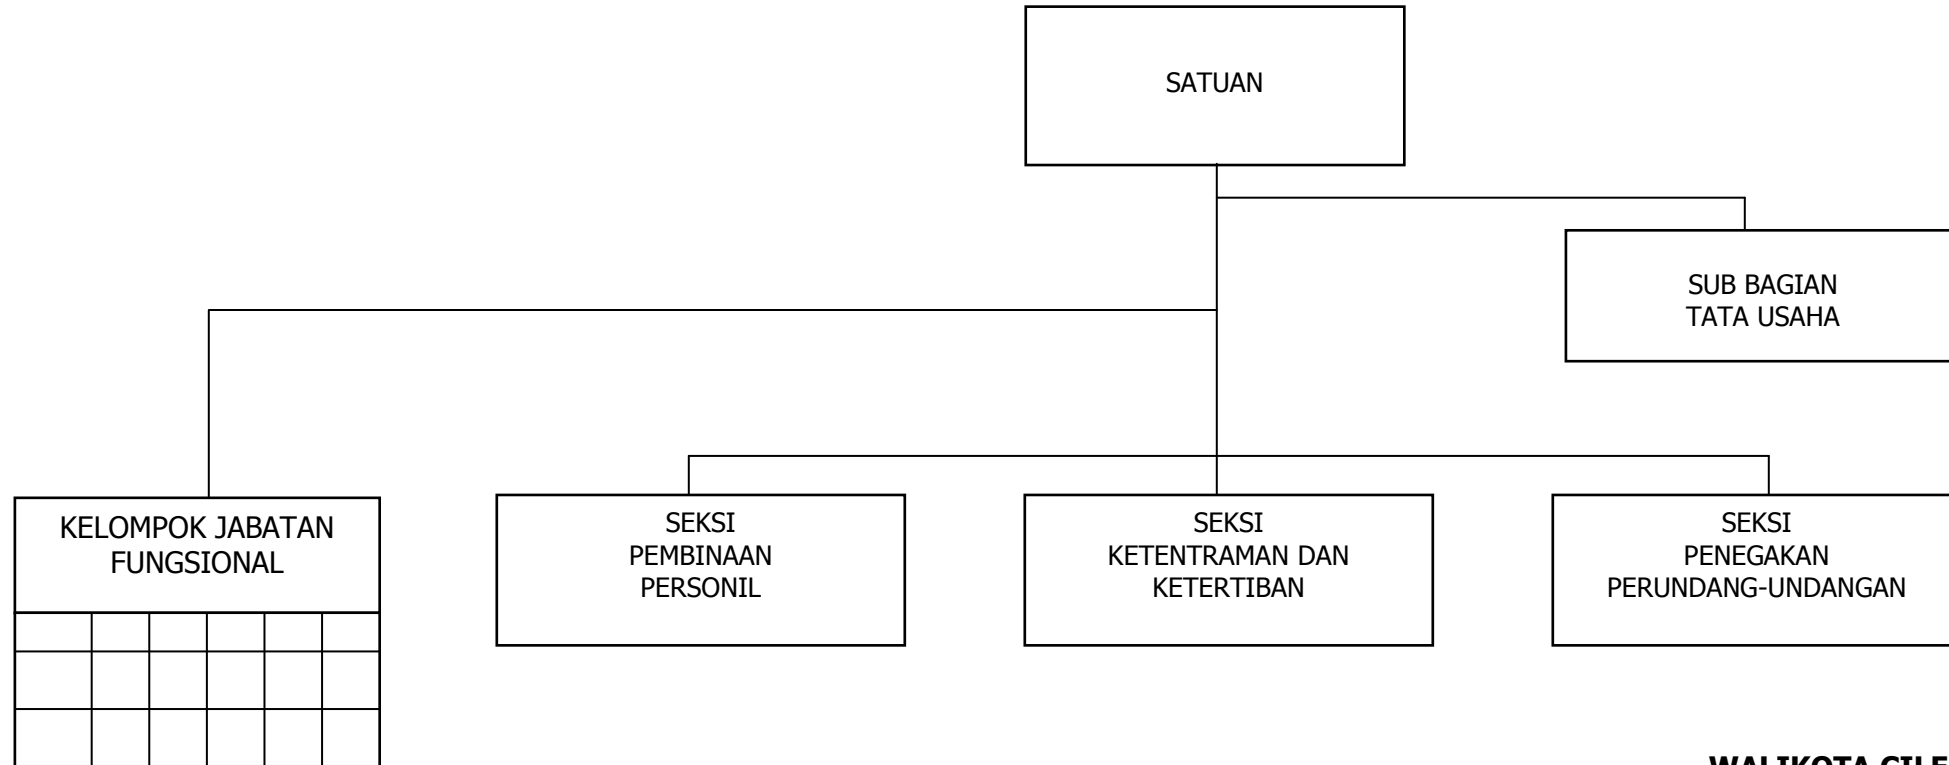 SATUAN
SUB BAGIAN
TATA USAHA
KELOMPOK JABATAN
FUNGSIONAL
SEKSI
PEMBINAAN
PERSONIL
SEKSI
KETENTRAMAN DAN
KETERTIBAN
SEKSI
PENEGAKAN
PERUNDANG-UNDANGAN
WALIKOTA